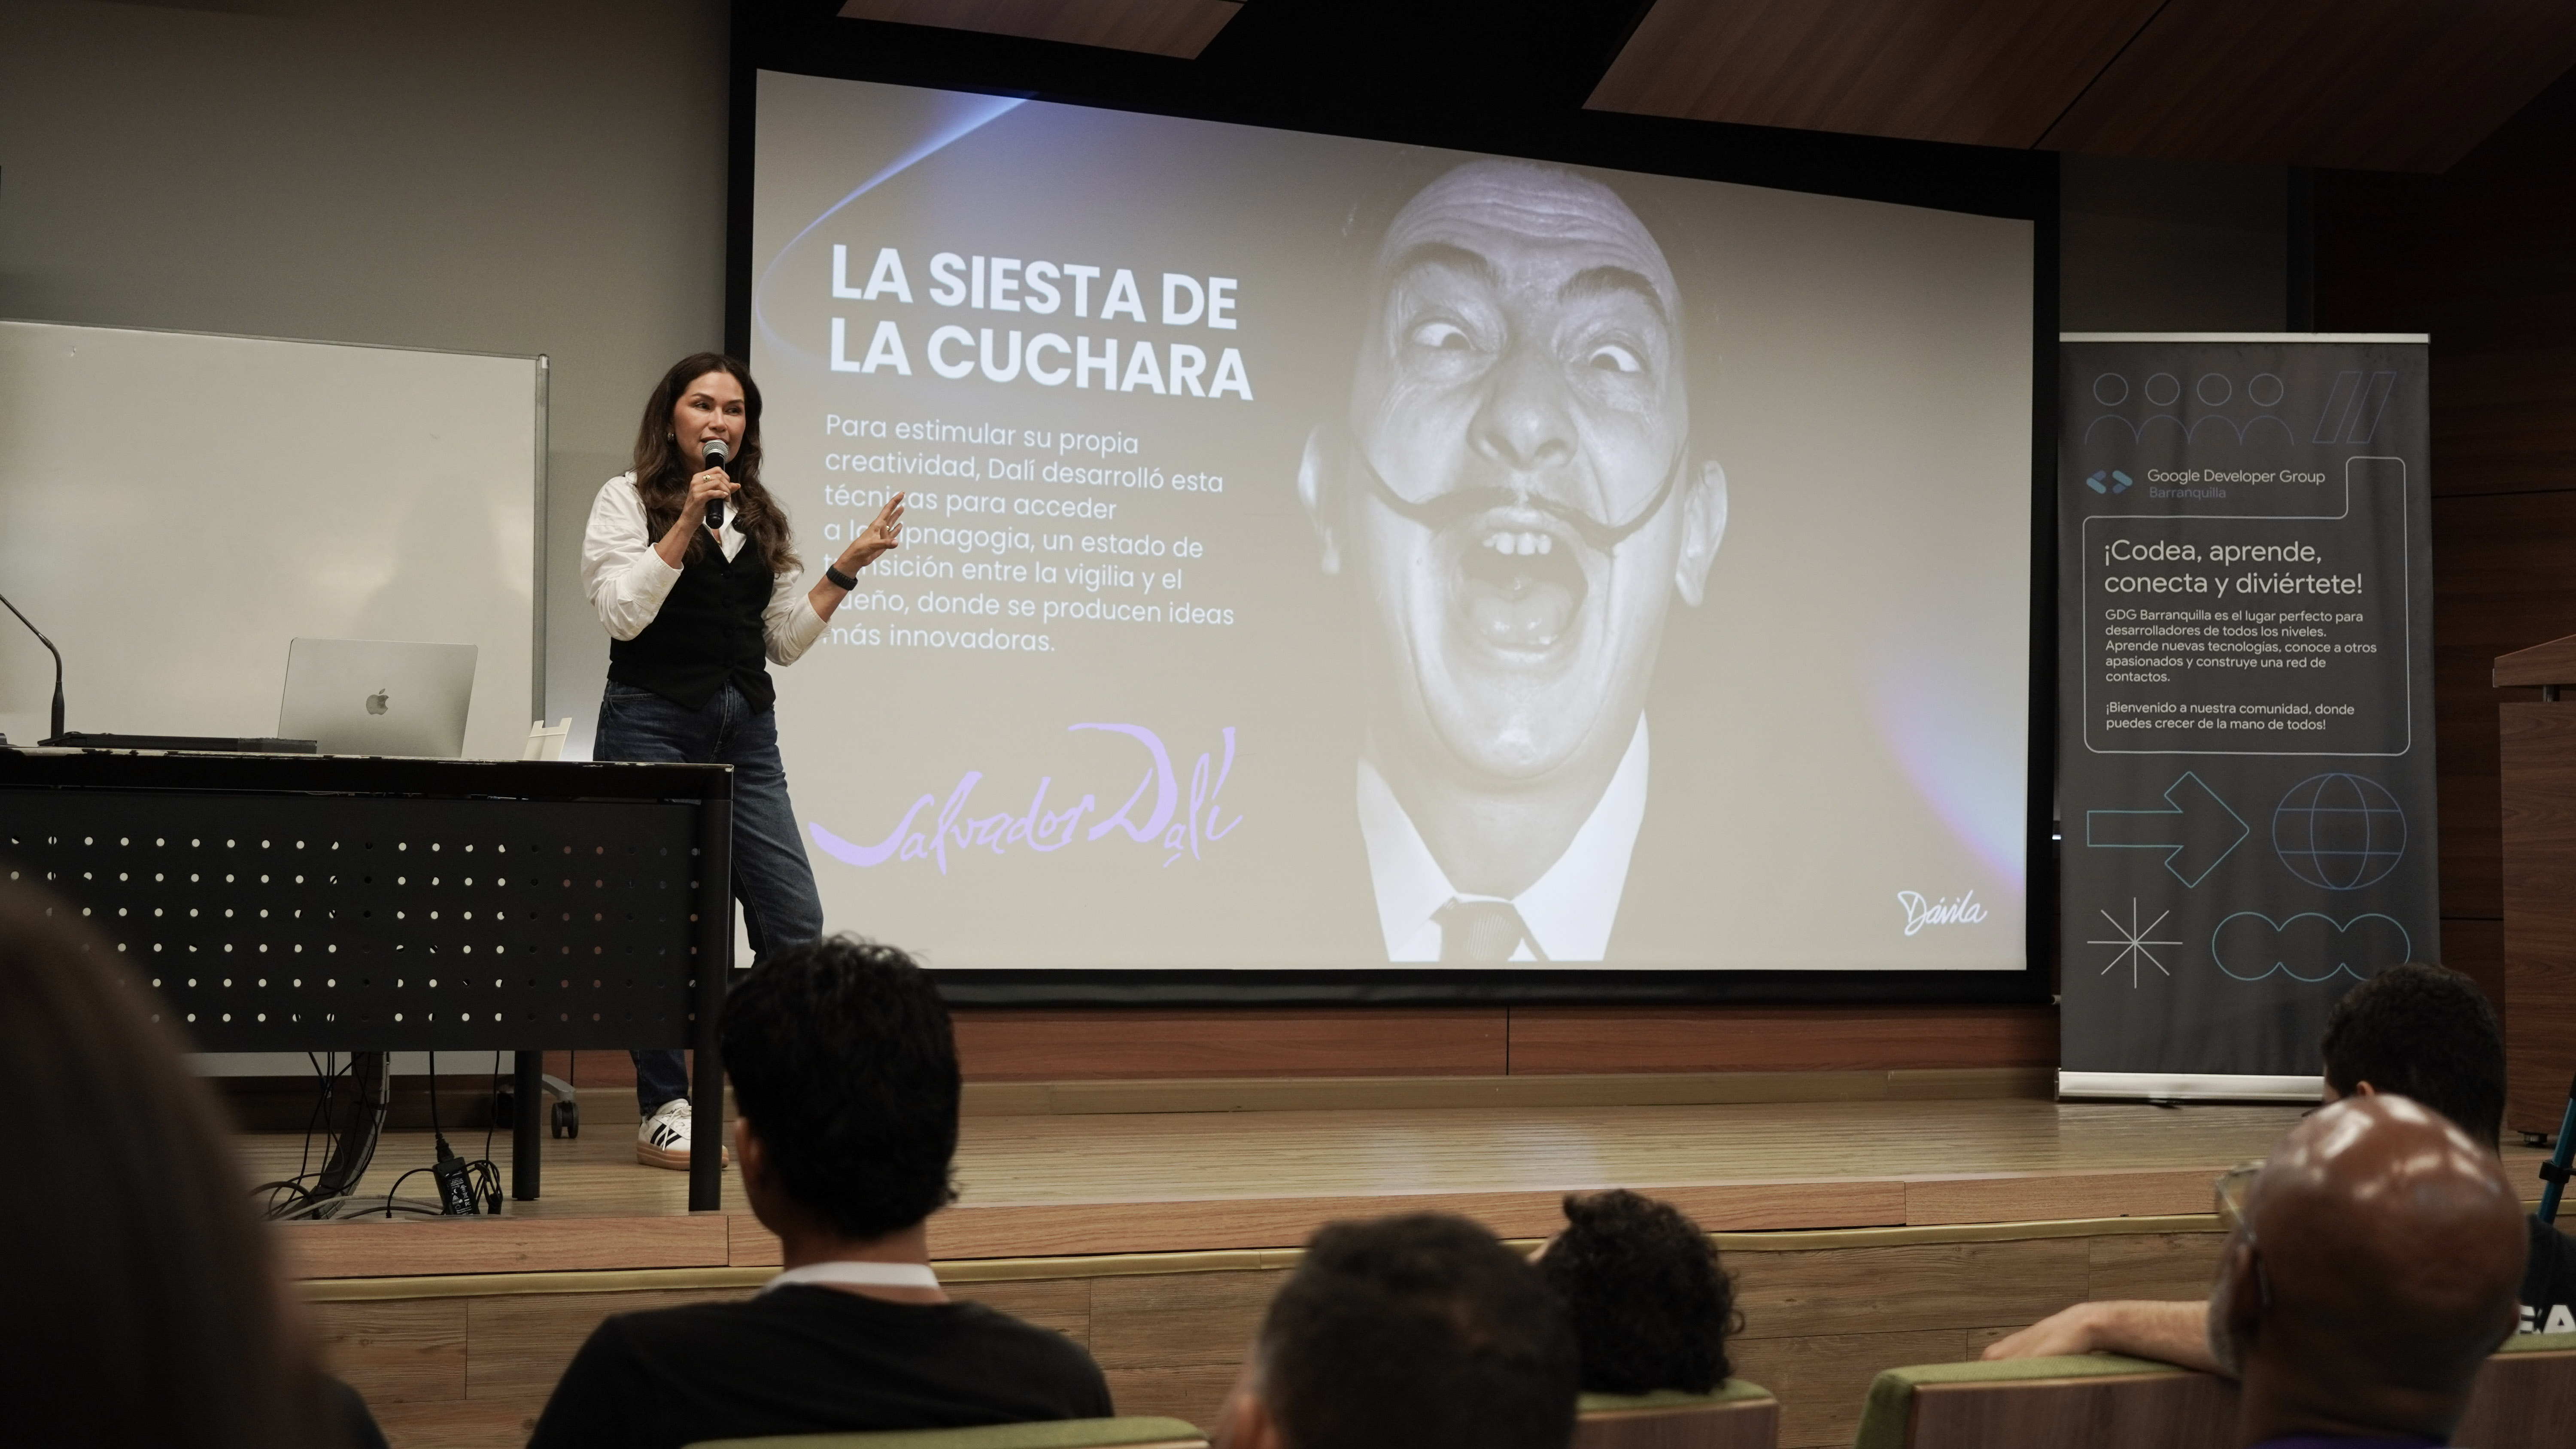 LA SIESTA DE
LA CUCHARA
Para estimular su propia
creatividad, Dalí desarrolló esta
técnicas para acceder
a la hipnagogia, un estado de
transición entre la vigilia y el
sueño, donde se producen ideas
más innovadoras.
Salvador Dalí
Dávila
Google Developer Group
Barranquilla
¡Codea, aprende,
conecta y diviértete!
GDG Barranquilla es el lugar perfecto para
desarrolladores de todos los niveles.
Aprende nuevas tecnologías, conoce a otros
apasionados y construye una red de
contactos.
¡Bienvenido a nuestra comunidad, donde
puedes crecer de la mano de todos!